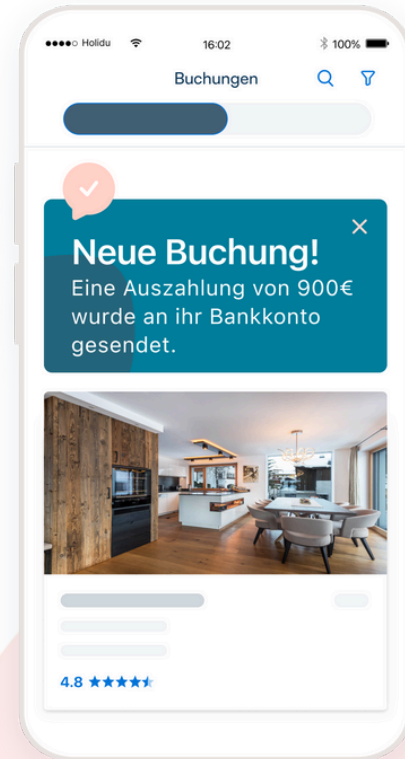 Holidu 16:02 100%
Buchungen
Neue Buchung!
Eine Auszahlung von 900€
wurde an ihr Bankkonto
gesendet.
4.8